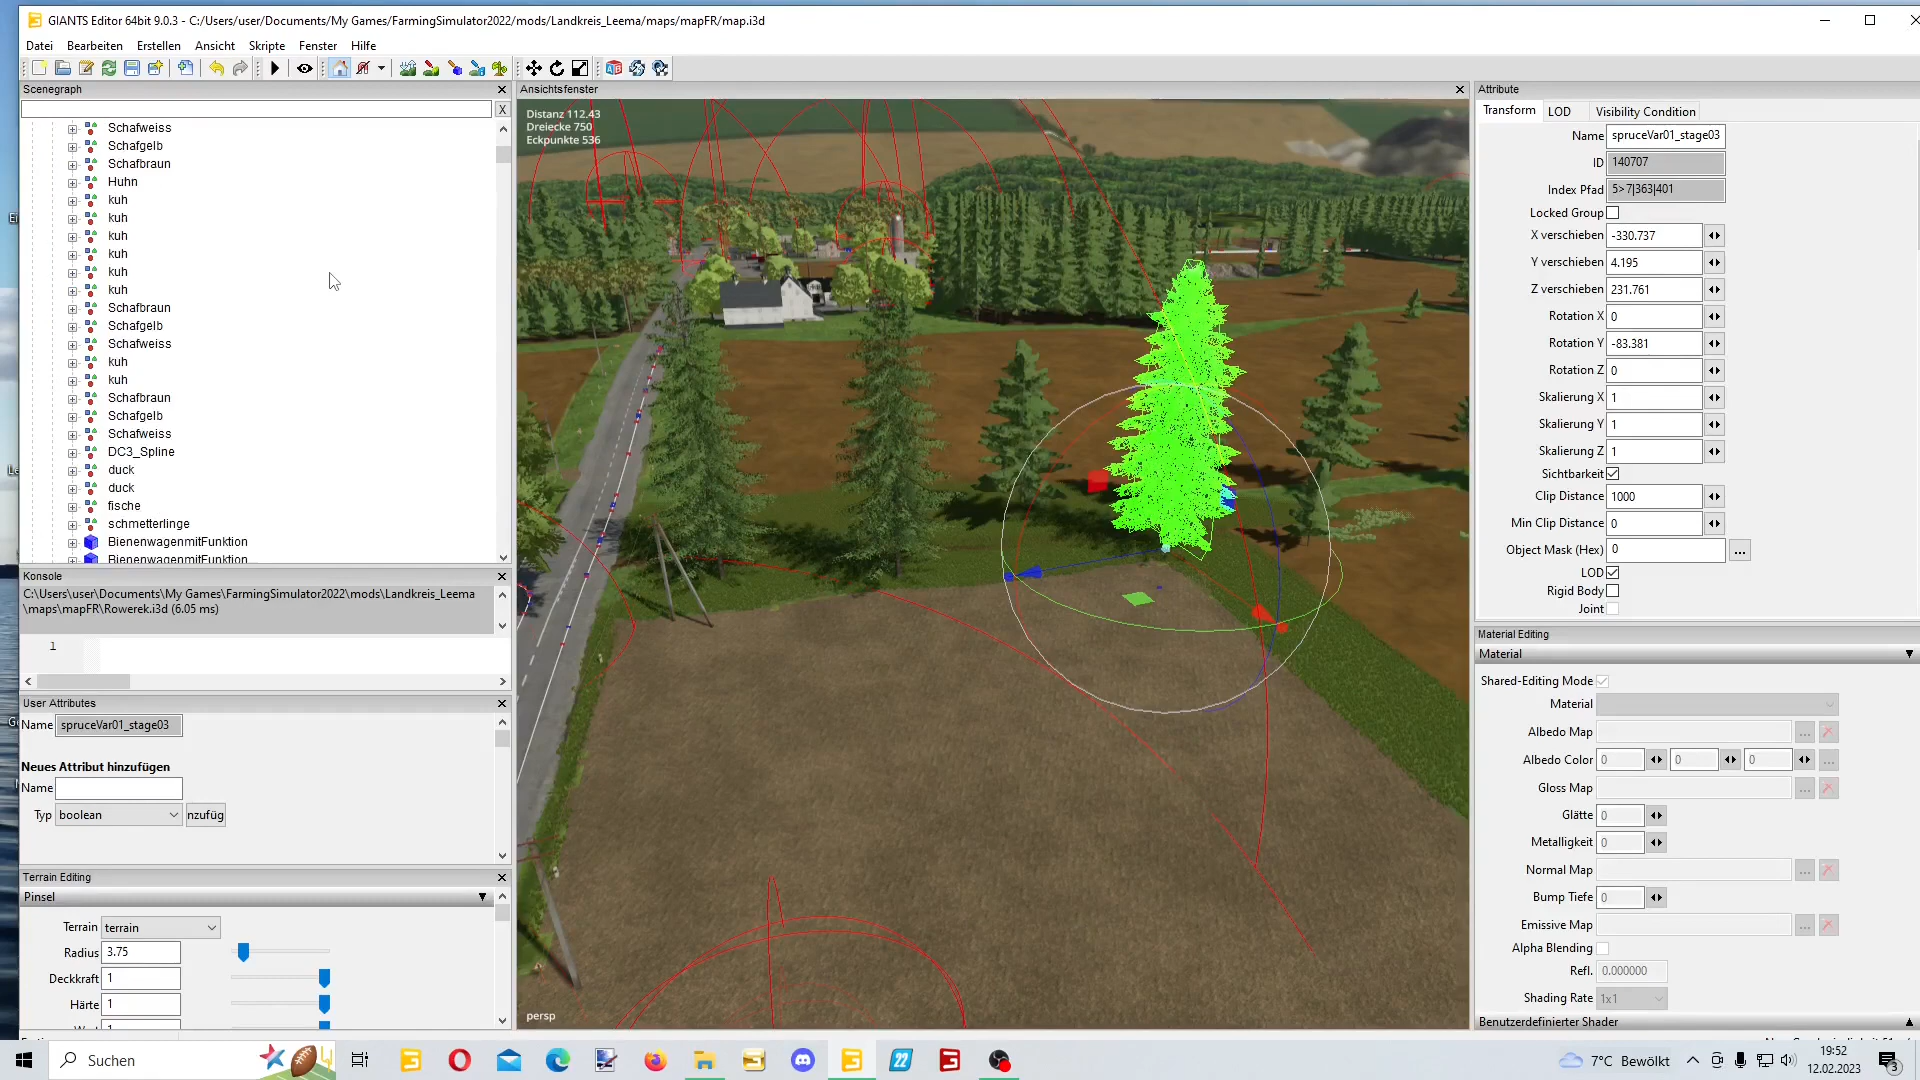 GIANTS Editor 64bit 9.0.3 - C:/Users/user/Documents/My Games/FarmingSimulator2022/mods/Landkreis_Leema/maps/mapFR/map.i3d
Datei Bearbeiten Erstellen Ansicht Skripte Fenster Hilfe
Scenegraph
X
Schafweiss
Schafgelb
Schafbraun
Huhn
kuh
kuh
kuh
kuh
kuh
kuh
Schafbraun
Schafgelb
Schafweiss
kuh
kuh
Schafbraun
Schafgelb
Schafweiss
DC3_Spline
duck
duck
fische
schmetterlinge
BienenwagenmitFunktion
BienenwagenmitFunktion
Konsole
C:\Users\user\Documents\My Games\FarmingSimulator2022\mods\Landkreis_Leema
\maps\mapFR\Rowerek.i3d (6.05 ms)
1
User Attributes
Name spruceVar01_stage03
Neues Attribut hinzufügen
Name
Typ boolean nzufüg
Terrain Editing
Pinsel
Terrain terrain
Radius 3.75
Deckkraft 1
Härte 1
Ansichtsfenster
Distanz 112.43
Dreiecke 750
Eckpunkte 536
persp
Attribute
Transform LOD Visibility Condition
Name spruceVar01_stage03
ID 140707
Index Pfad 5>7|363|401
Locked Group
X verschieben -330.737
Y verschieben 4.195
Z verschieben 231.761
Rotation X 0
Rotation Y -83.381
Rotation Z 0
Skalierung X 1
Skalierung Y 1
Skalierung Z 1
Sichtbarkeit
Clip Distance 1000
Min Clip Distance 0
Object Mask (Hex) 0 ...
LOD
Rigid Body
Joint
Material Editing
Material
Shared-Editing Mode
Material
Albedo Map ...
Albedo Color 0 0 0 ...
Gloss Map ...
Glätte 0
Metalligkeit 0
Normal Map ...
Bump Tiefe 0
Emissive Map ...
Alpha Blending
Refl. 0.000000
Shading Rate 1x1
Benutzerdefinierter Shader
Suchen
22
7°C Bewölkt
19:52
12.02.2023
3